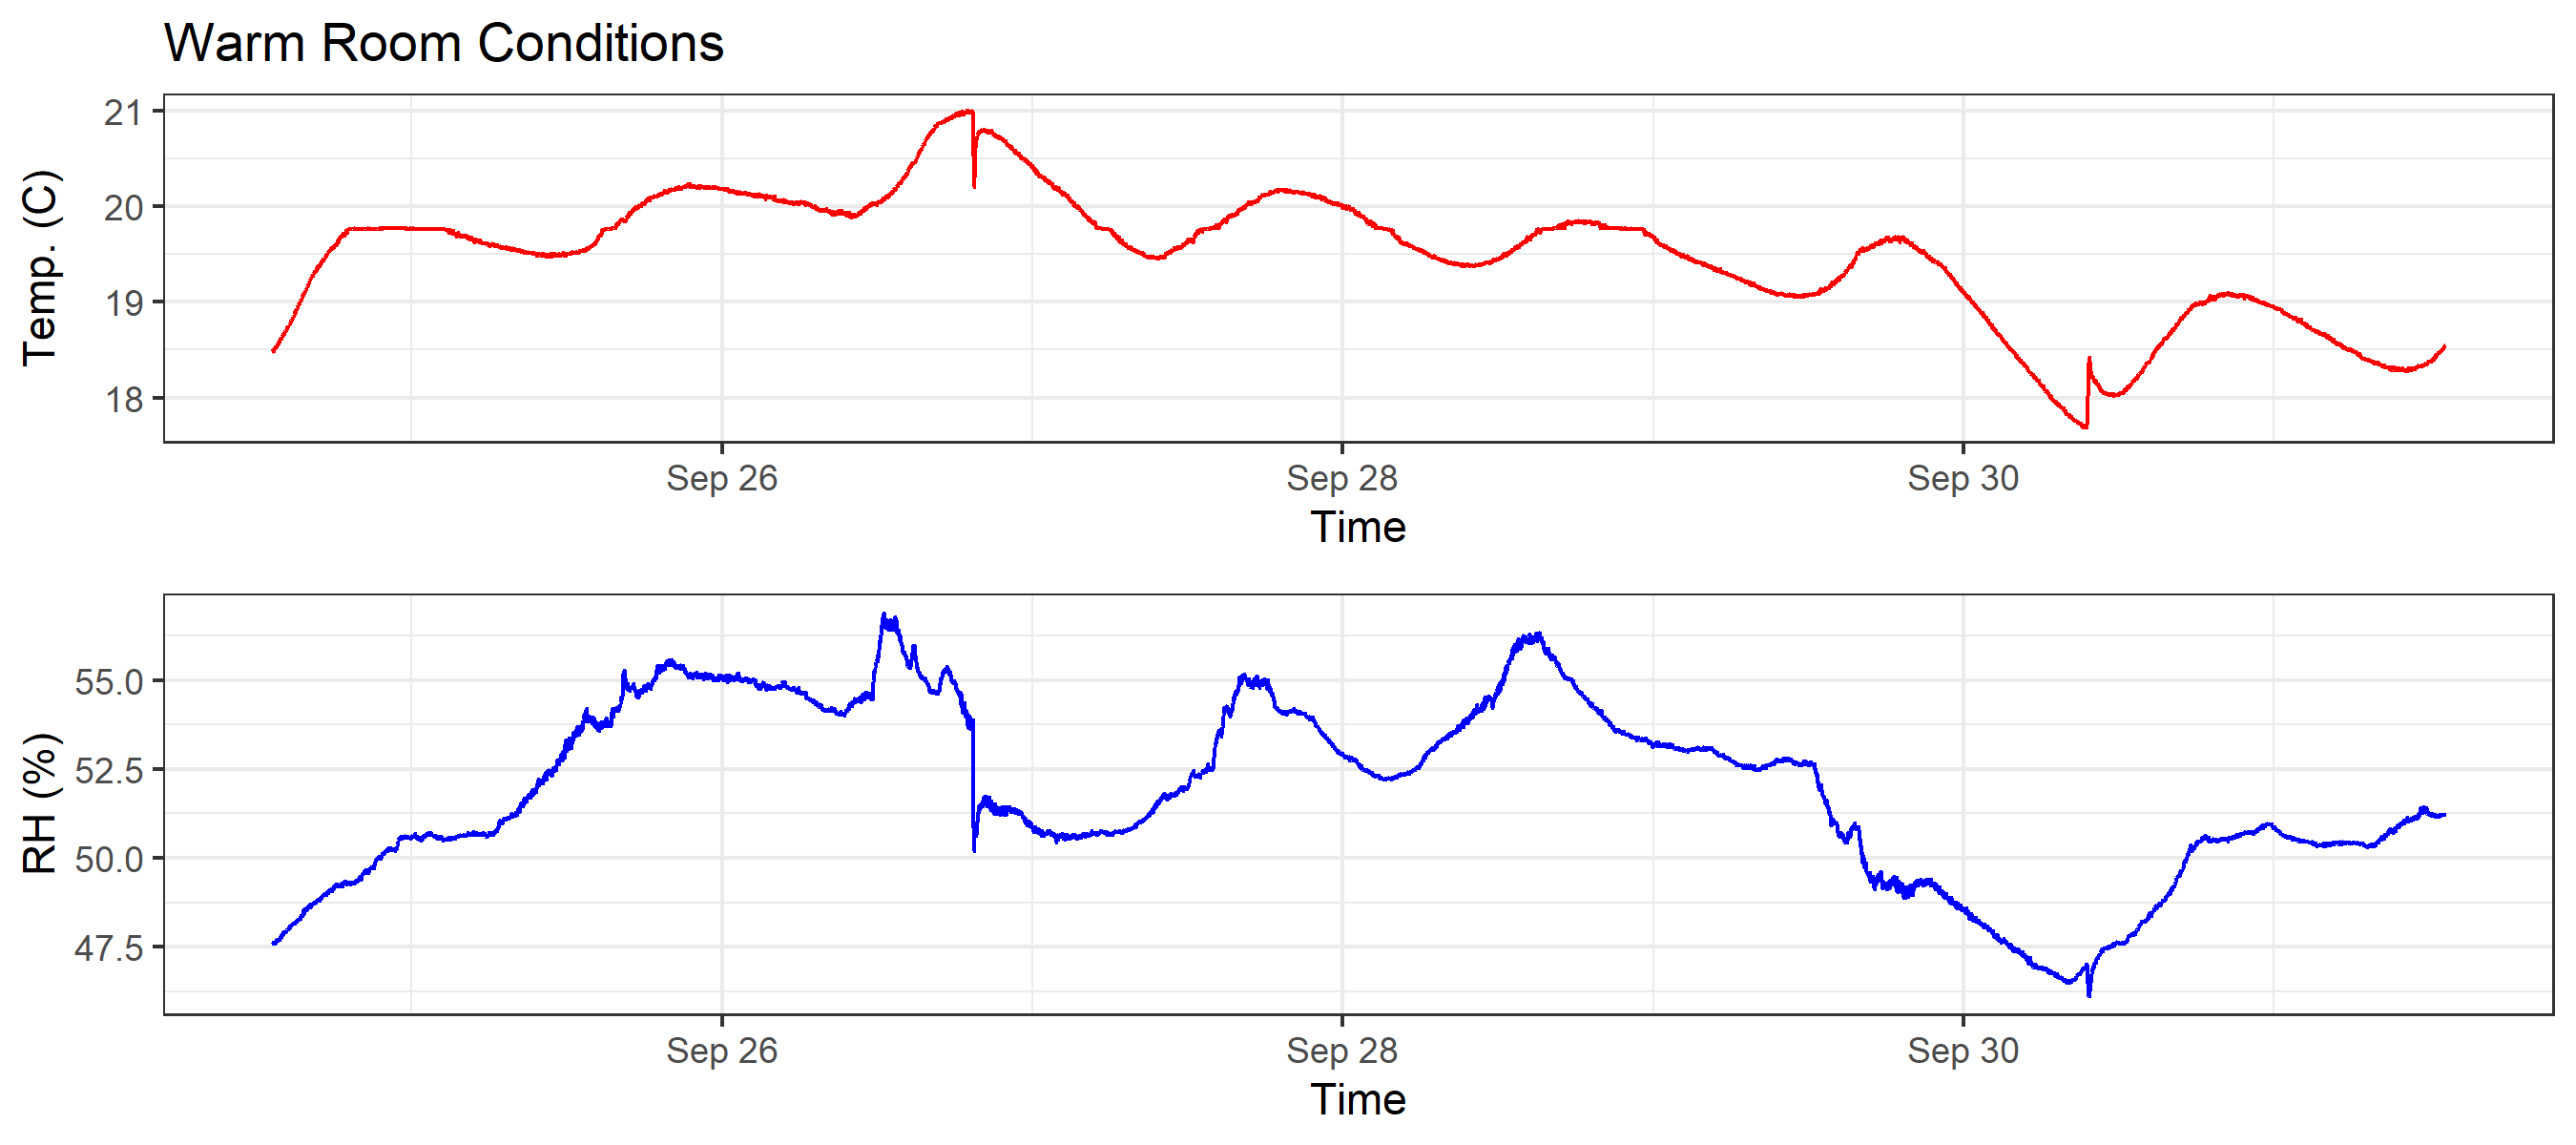 Warm Room Conditions
21
20
19
18
Temp. (C)
Sep 26 Sep 28 Sep 30
Time
55.0
52.5
50.0
47.5
RH (%)
Sep 26 Sep 28 Sep 30
Time